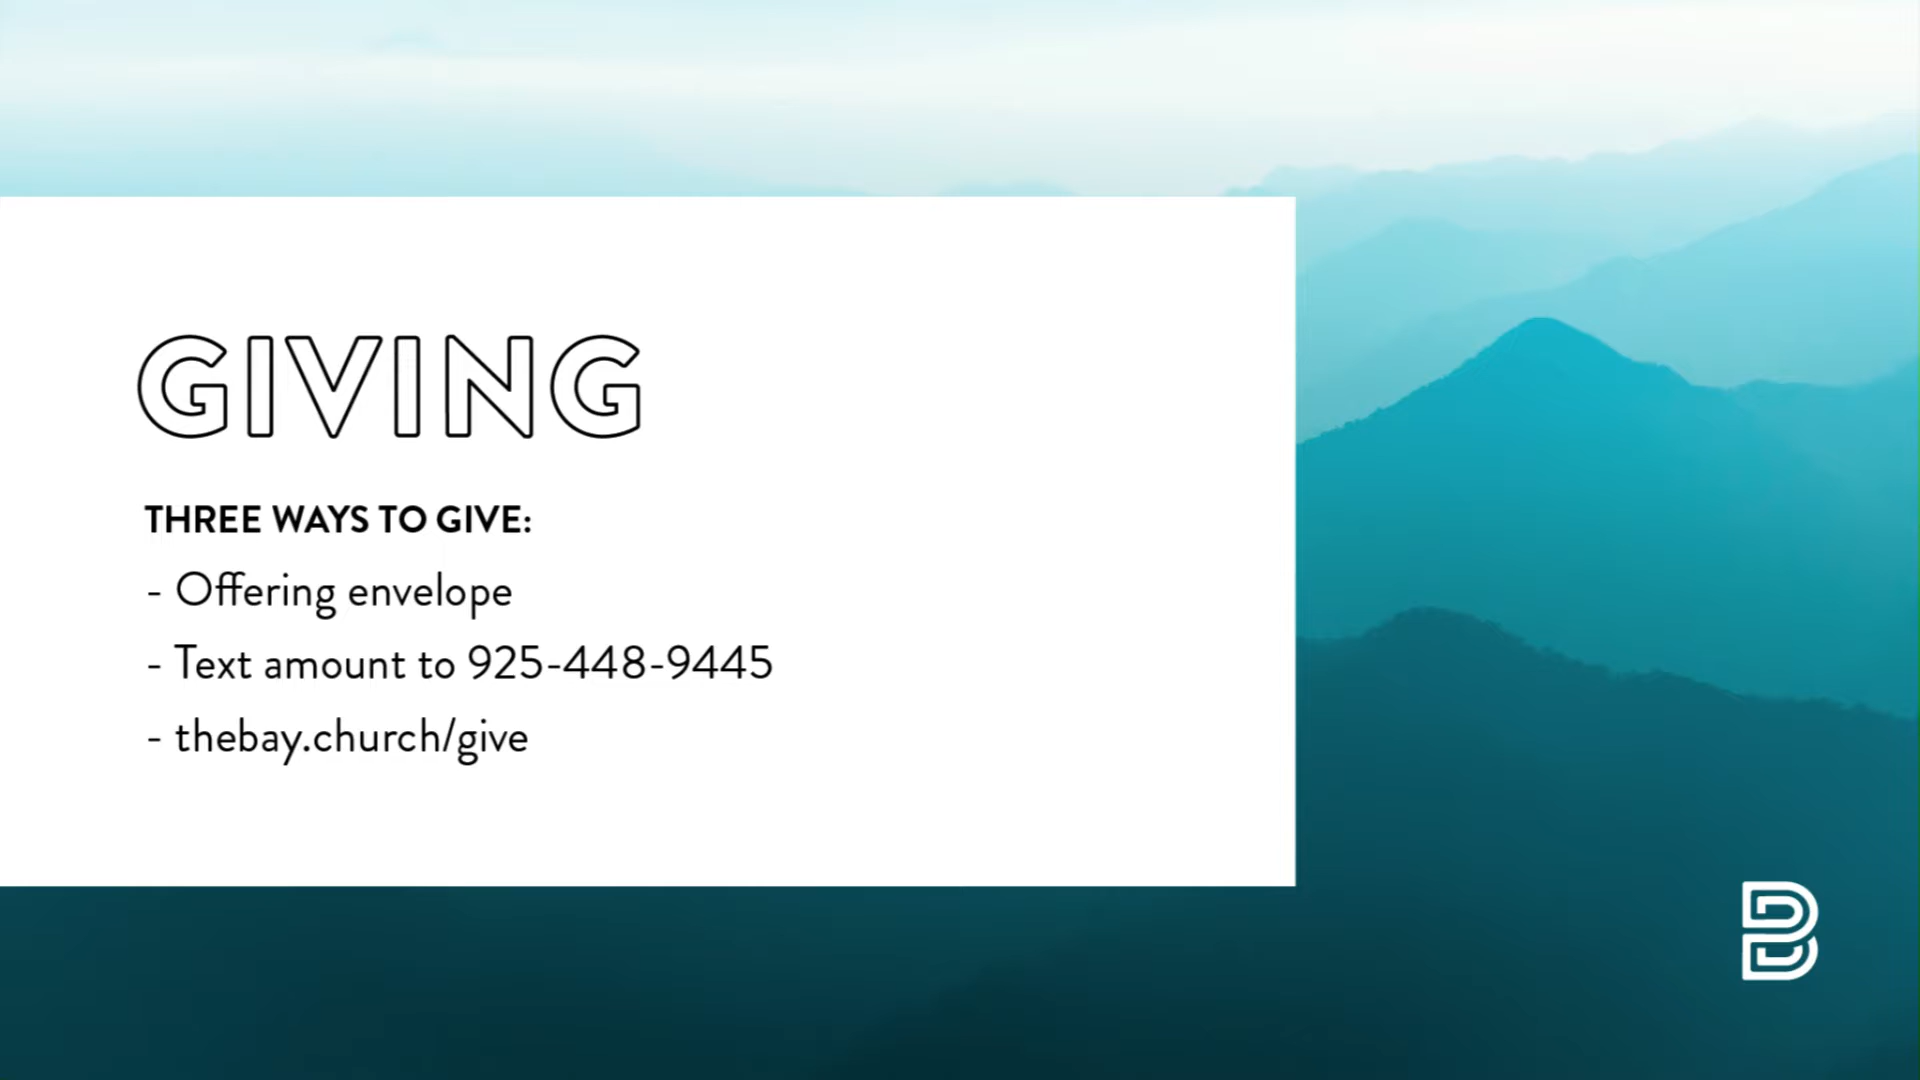 GIVING
THREE WAYS TO GIVE:
- Offering envelope
- Text amount to 925-448-9445
- thebay.church/give
B